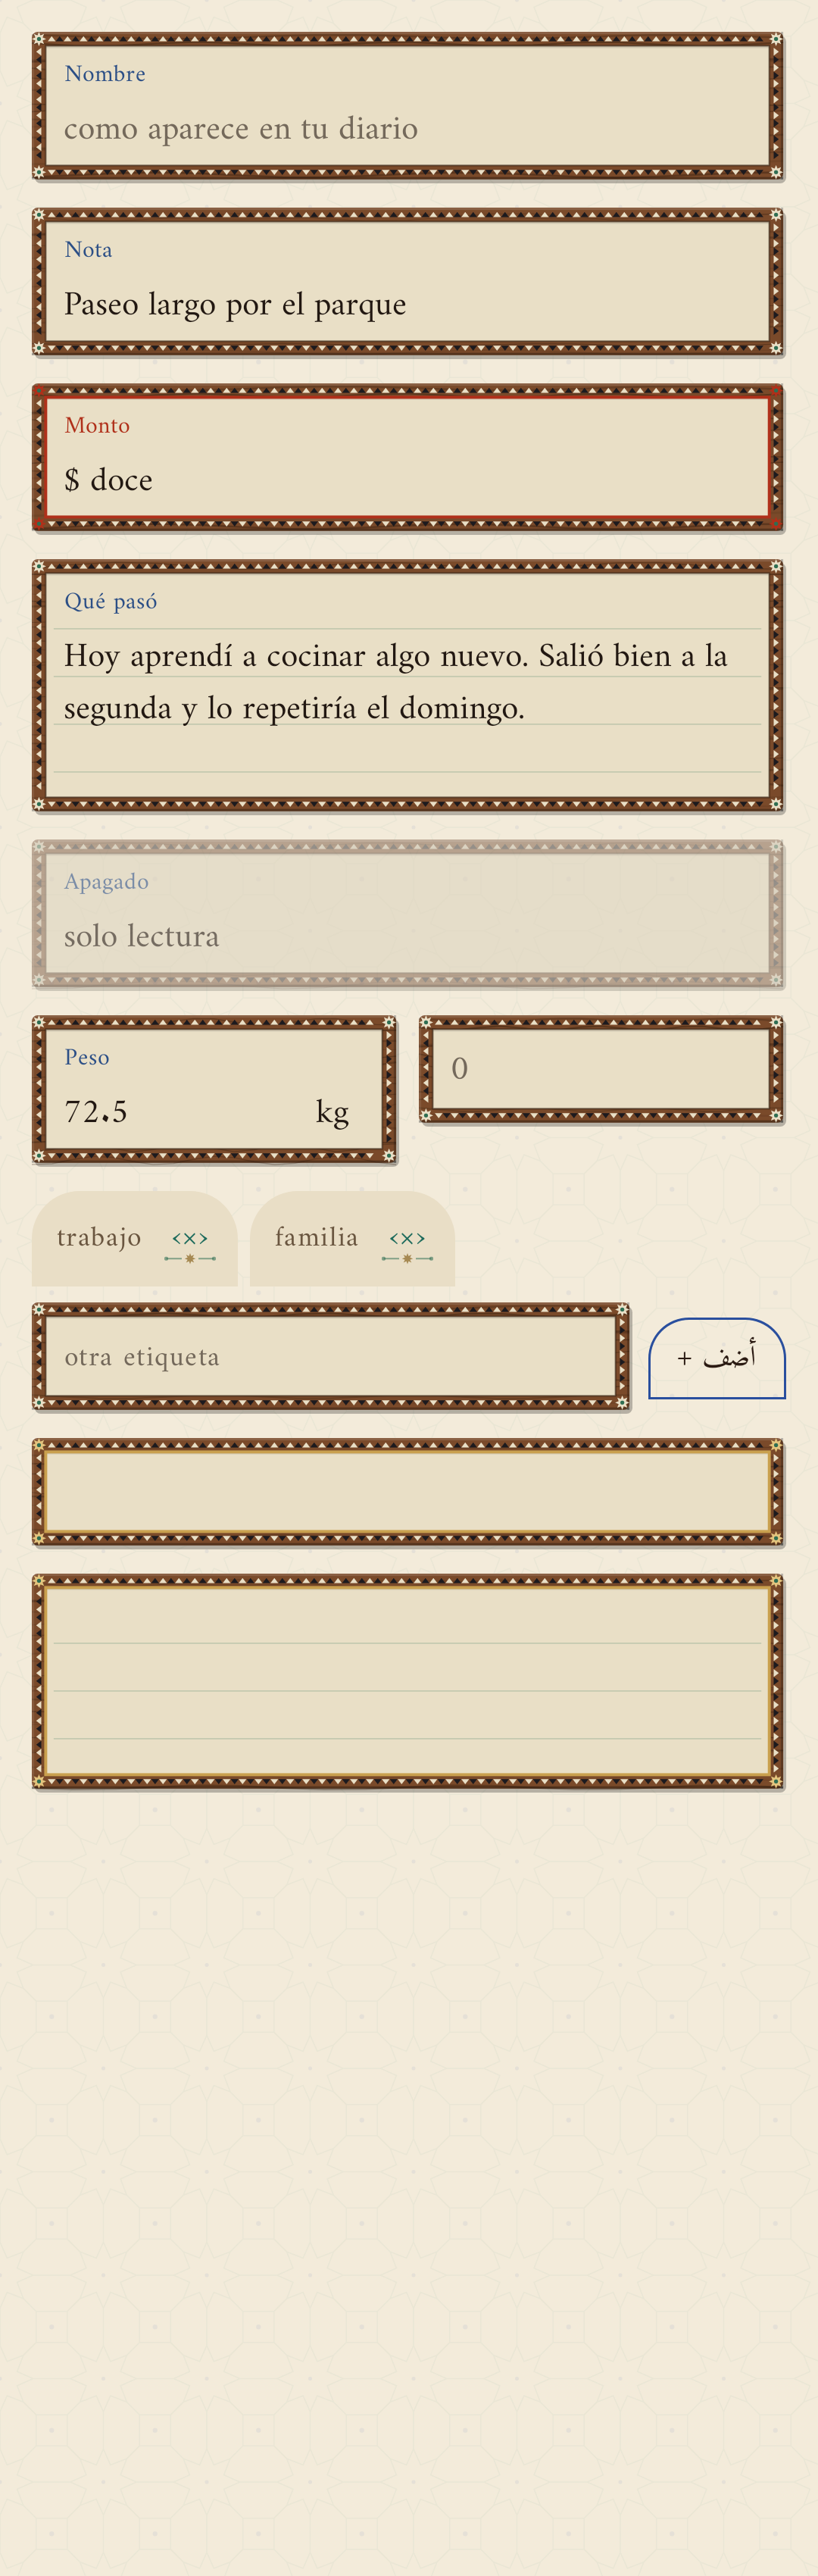 Nombre
como aparece en tu diario
Nota
Paseo largo por el parque
Monto
$ doce
Qué pasó
Hoy aprendí a cocinar algo nuevo. Salió bien a la
segunda y lo repetiría el domingo.
Apagado
solo lectura
Peso
72.5 kg
0
trabajo <×> familia <×>
otra etiqueta
أضف +